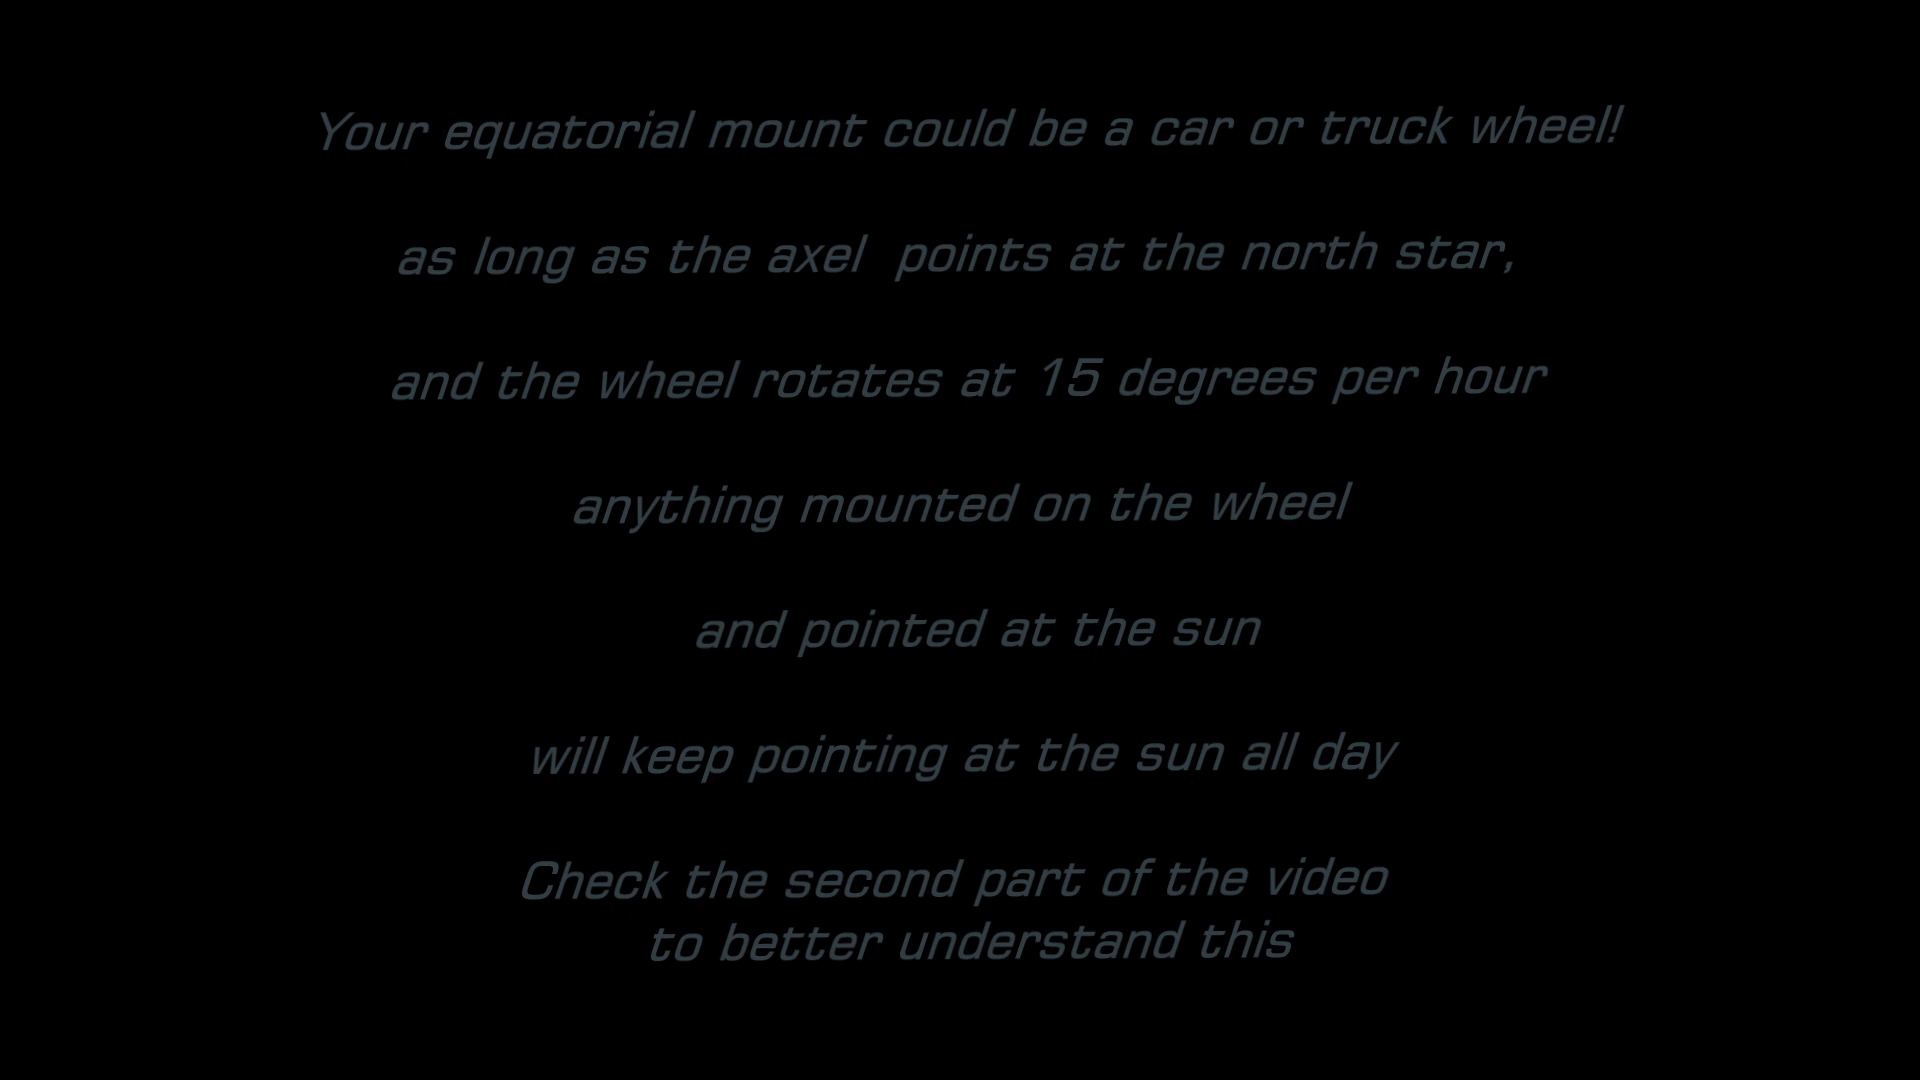 Your equatorial mount could be a car or truck wheel!
as long as the axel  points at the north star,
and the wheel rotates at 15 degrees per hour
anything mounted on the wheel
and pointed at the sun
will keep pointing at the sun all day
Check the second part of the video
to better understand this